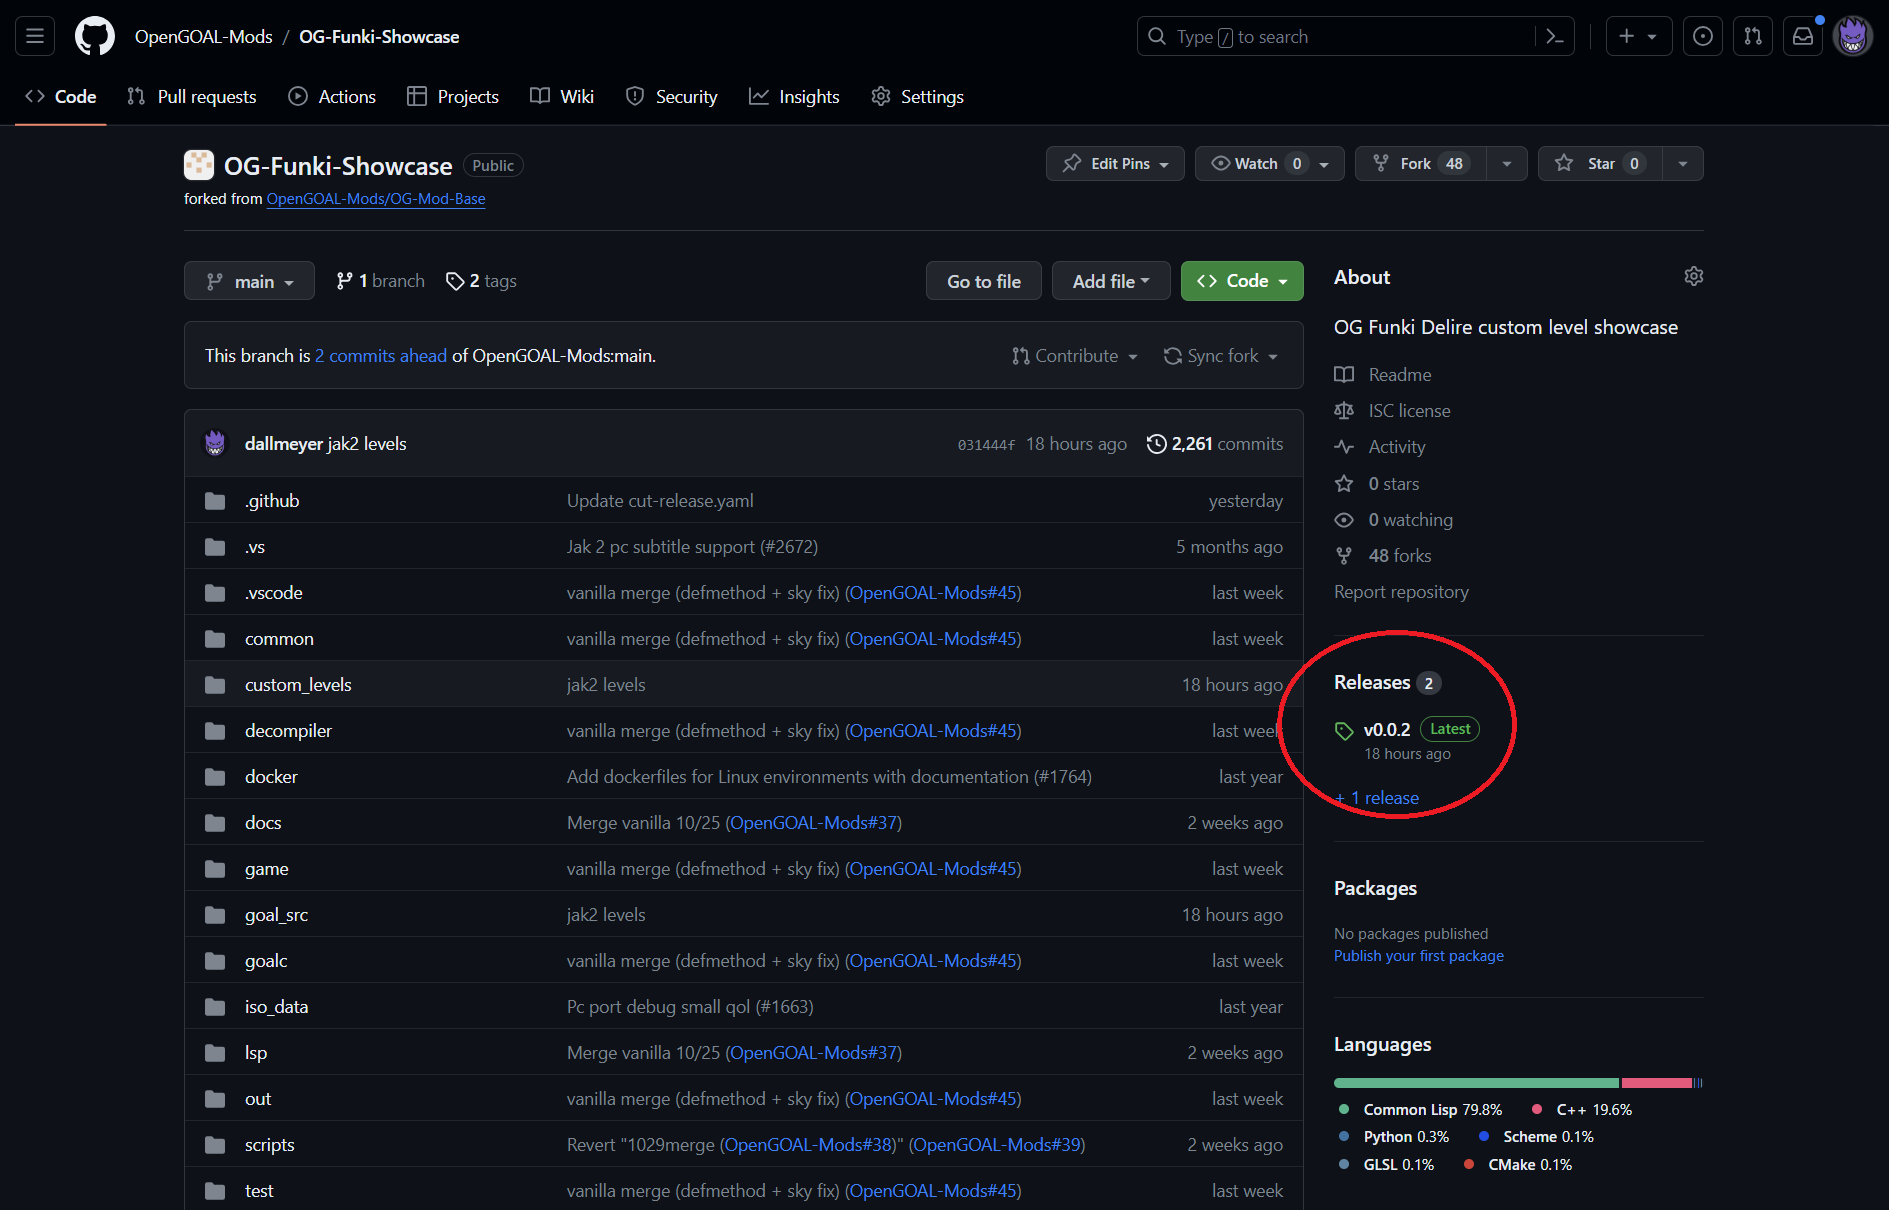 OpenGOAL-Mods / OG-Funki-Showcase
Type / to search
Code Pull requests Actions Projects Wiki Security Insights Settings
OG-Funki-Showcase Public
Edit Pins Watch 0 Fork 48 Star 0
forked from OpenGOAL-Mods/OG-Mod-Base
main 1 branch 2 tags Go to file Add file Code
This branch is 2 commits ahead of OpenGOAL-Mods:main. Contribute Sync fork
dallmeyer jak2 levels 031444f 18 hours ago 2,261 commits
.github Update cut-release.yaml yesterday
.vs Jak 2 pc subtitle support (#2672) 5 months ago
.vscode vanilla merge (defmethod + sky fix) (OpenGOAL-Mods#45) last week
common vanilla merge (defmethod + sky fix) (OpenGOAL-Mods#45) last week
custom_levels jak2 levels 18 hours ago
decompiler vanilla merge (defmethod + sky fix) (OpenGOAL-Mods#45) last week
docker Add dockerfiles for Linux environments with documentation (#1764) last year
docs Merge vanilla 10/25 (OpenGOAL-Mods#37) 2 weeks ago
game vanilla merge (defmethod + sky fix) (OpenGOAL-Mods#45) last week
goal_src jak2 levels 18 hours ago
goalc vanilla merge (defmethod + sky fix) (OpenGOAL-Mods#45) last week
iso_data Pc port debug small qol (#1663) last year
lsp Merge vanilla 10/25 (OpenGOAL-Mods#37) 2 weeks ago
out vanilla merge (defmethod + sky fix) (OpenGOAL-Mods#45) last week
scripts Revert "1029merge (OpenGOAL-Mods#38)" (OpenGOAL-Mods#39) 2 weeks ago
test vanilla merge (defmethod + sky fix) (OpenGOAL-Mods#45) last week
About
OG Funki Delire custom level showcase
Readme
ISC license
Activity
0 stars
0 watching
48 forks
Report repository
Releases 2
v0.0.2 Latest
18 hours ago
+ 1 release
Packages
No packages published
Publish your first package
Languages
Common Lisp 79.8% C++ 19.6%
Python 0.3% Scheme 0.1%
GLSL 0.1% CMake 0.1%